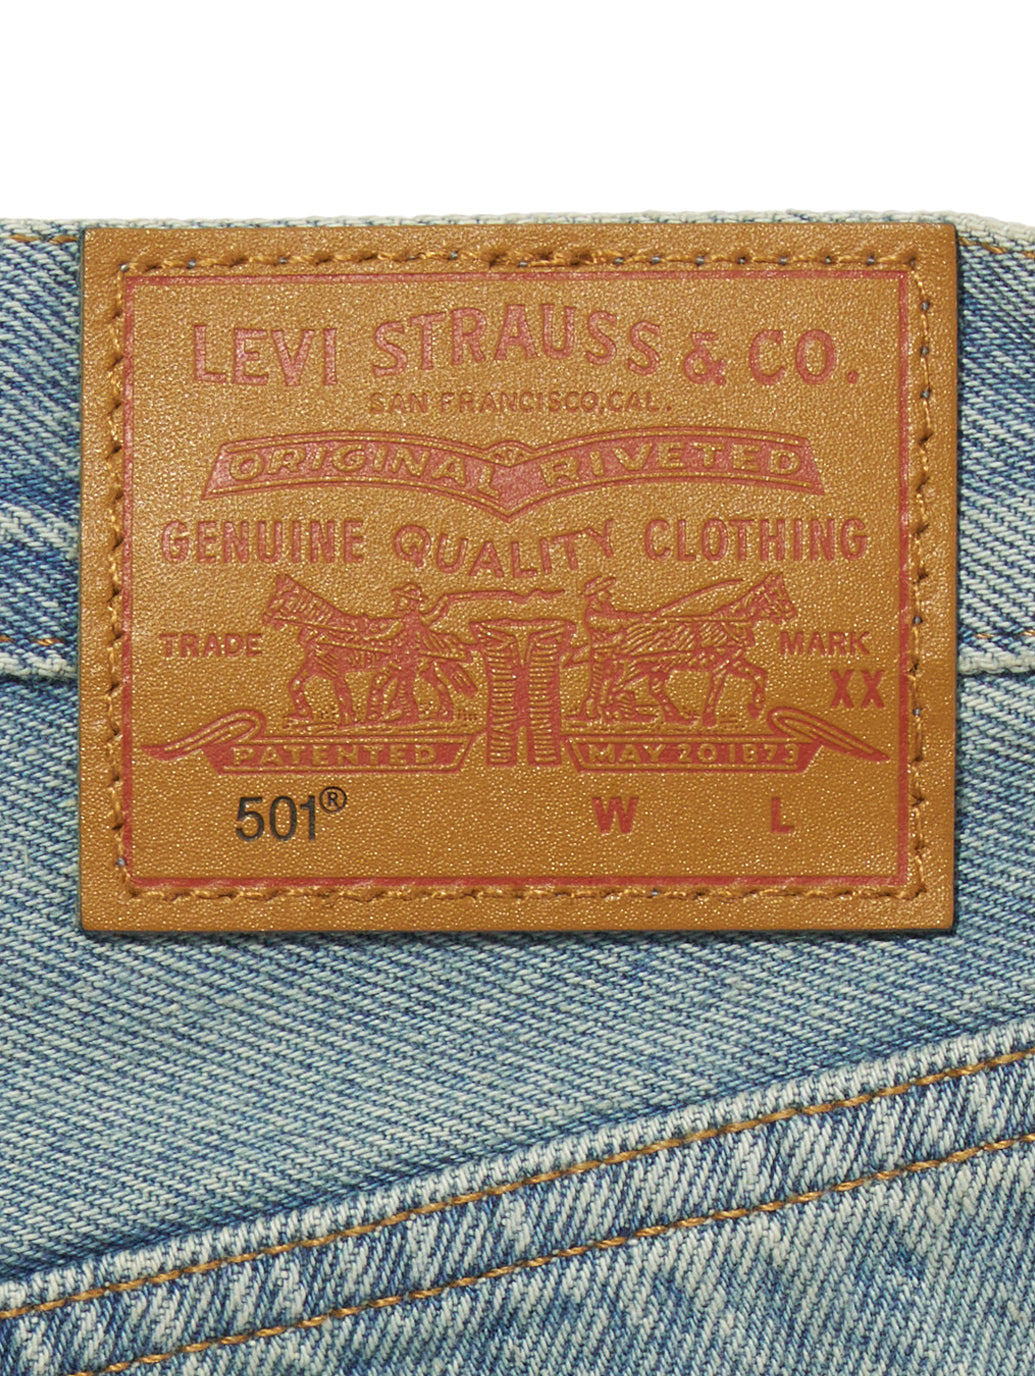 LEVI STRAUSS & CO.
SAN FRANCISCO, CAL.
ORIGINAL RIVETED
GENUINE QUALITY CLOTHING
TRADE MARK
XX
PATENTED MAY 20 1873
501® W L